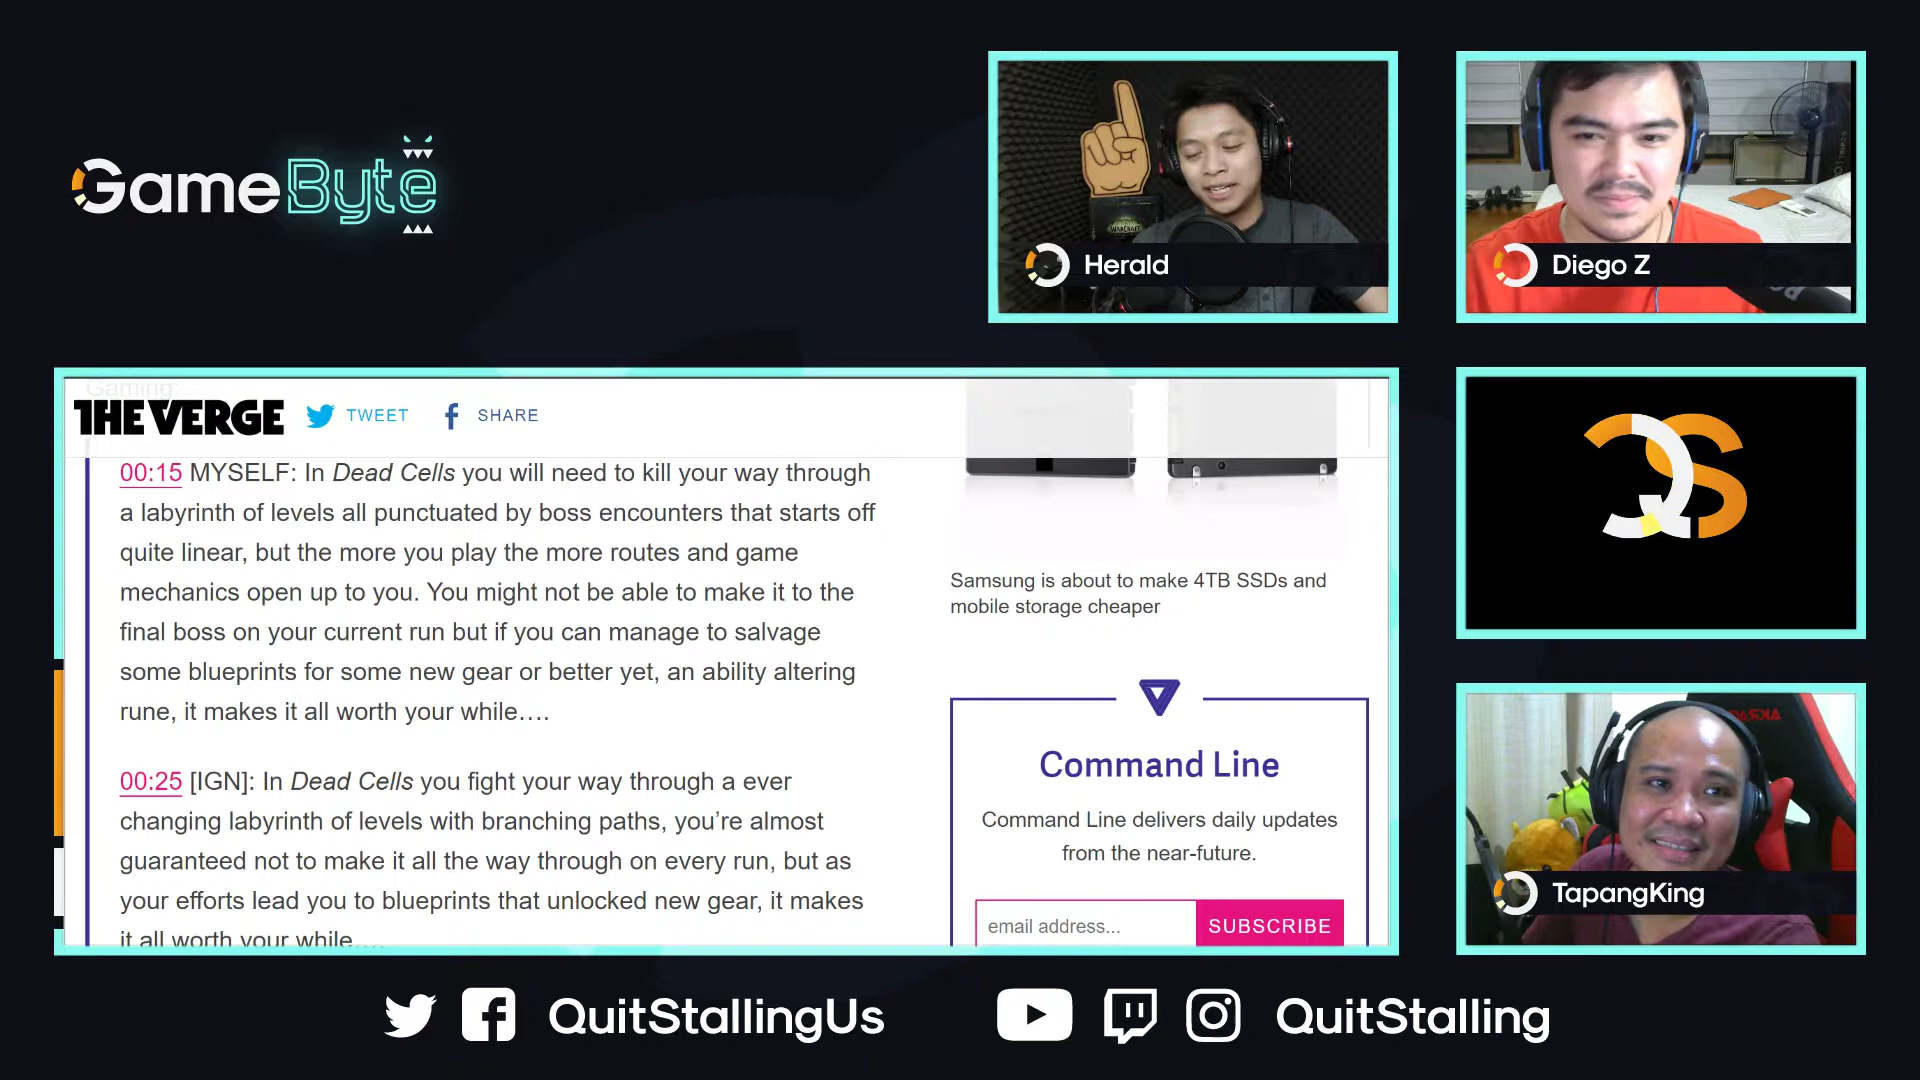 GameByte
Herald
Diego Z
Gaming:
THE VERGE TWEET SHARE
00:15 MYSELF: In Dead Cells you will need to kill your way through
a labyrinth of levels all punctuated by boss encounters that starts off
quite linear, but the more you play the more routes and game
mechanics open up to you. You might not be able to make it to the
final boss on your current run but if you can manage to salvage
some blueprints for some new gear or better yet, an ability altering
rune, it makes it all worth your while….
00:25 [IGN]: In Dead Cells you fight your way through a ever
changing labyrinth of levels with branching paths, you’re almost
guaranteed not to make it all the way through on every run, but as
your efforts lead you to blueprints that unlocked new gear, it makes
it all worth your while….
Samsung is about to make 4TB SSDs and
mobile storage cheaper
Command Line
Command Line delivers daily updates
from the near-future.
email address... SUBSCRIBE
QS
TapangKing
QuitStallingUs
QuitStalling